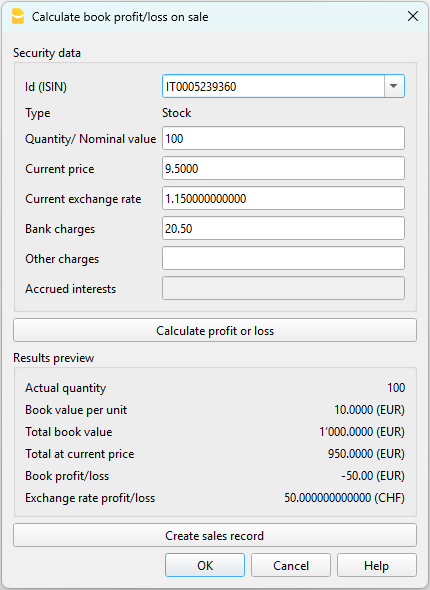 Calculate book profit/loss on sale
Security data
Id (ISIN) IT0005239360
Type Stock
Quantity/ Nominal value 100
Current price 9.5000
Current exchange rate 1.150000000000
Bank charges 20.50
Other charges
Accrued interests
Calculate profit or loss
Results preview
Actual quantity 100
Book value per unit 10.0000 (EUR)
Total book value 1'000.0000 (EUR)
Total at current price 950.0000 (EUR)
Book profit/loss -50.00 (EUR)
Exchange rate profit/loss 50.000000000000 (CHF)
Create sales record
OK Cancel Help